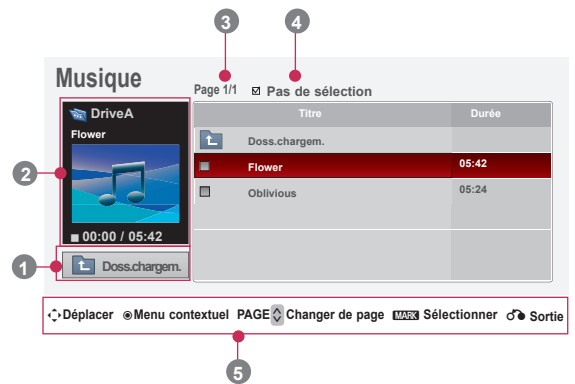 3
4
Musique
Page 1/1
Pas de sélection
DriveA
Flower
00:00 / 05:42
Doss.chargem.
Titre
Durée
Doss.chargem.
Flower
05:42
Oblivious
05:24
2
1
Déplacer
Menu contextuel
PAGE
Changer de page
MARK
Sélectionner
Sortie
5